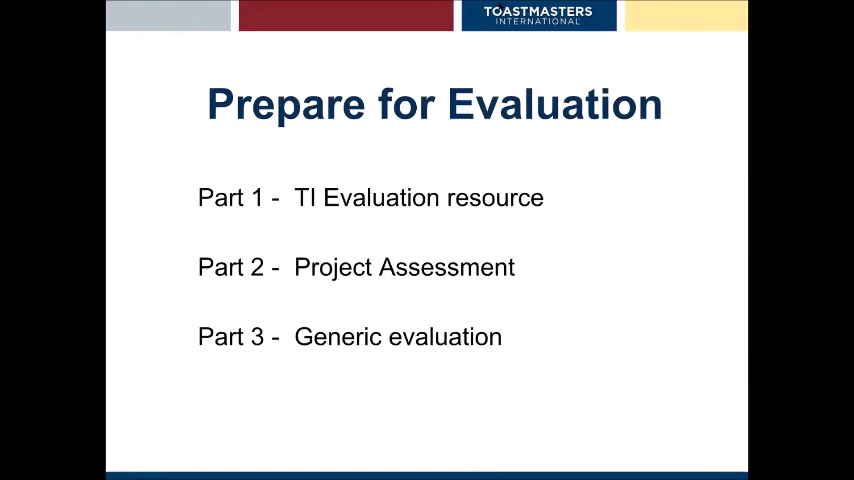 TOASTMASTERS
INTERNATIONAL
Prepare for Evaluation
Part 1 - TI Evaluation resource
Part 2 - Project Assessment
Part 3 - Generic evaluation